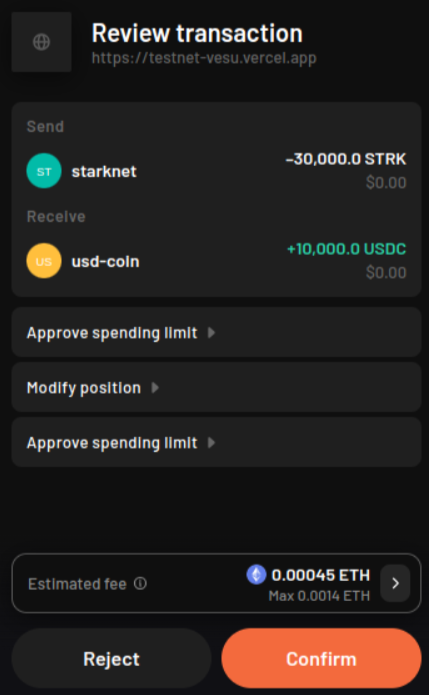 Review transaction
https://testnet-vesu.vercel.app
Send
ST starknet −30,000.0 STRK
$0.00
Receive
US usd-coin +10,000.0 USDC
$0.00
Approve spending limit
Modify position
Approve spending limit
Estimated fee 0.00045 ETH
Max 0.0014 ETH
Reject Confirm